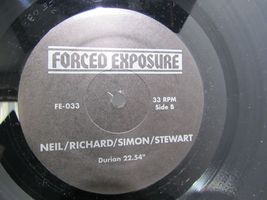 FORCED EXPOSURE
FE-033
33 RPM
Side B
NEIL/RICHARD/SIMON/STEWART
Durian 22.54"